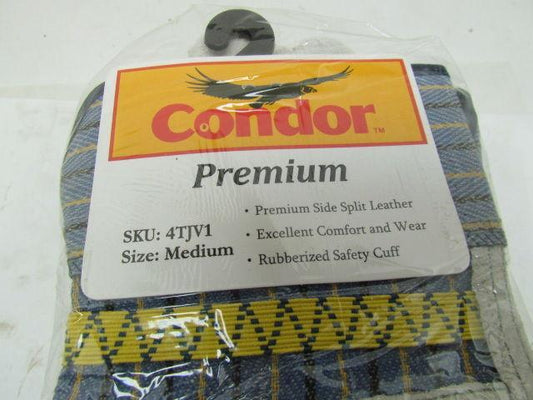 Condor™
Premium
SKU: 4TJV1
Size: Medium
• Premium Side Split Leather
• Excellent Comfort and Wear
• Rubberized Safety Cuff